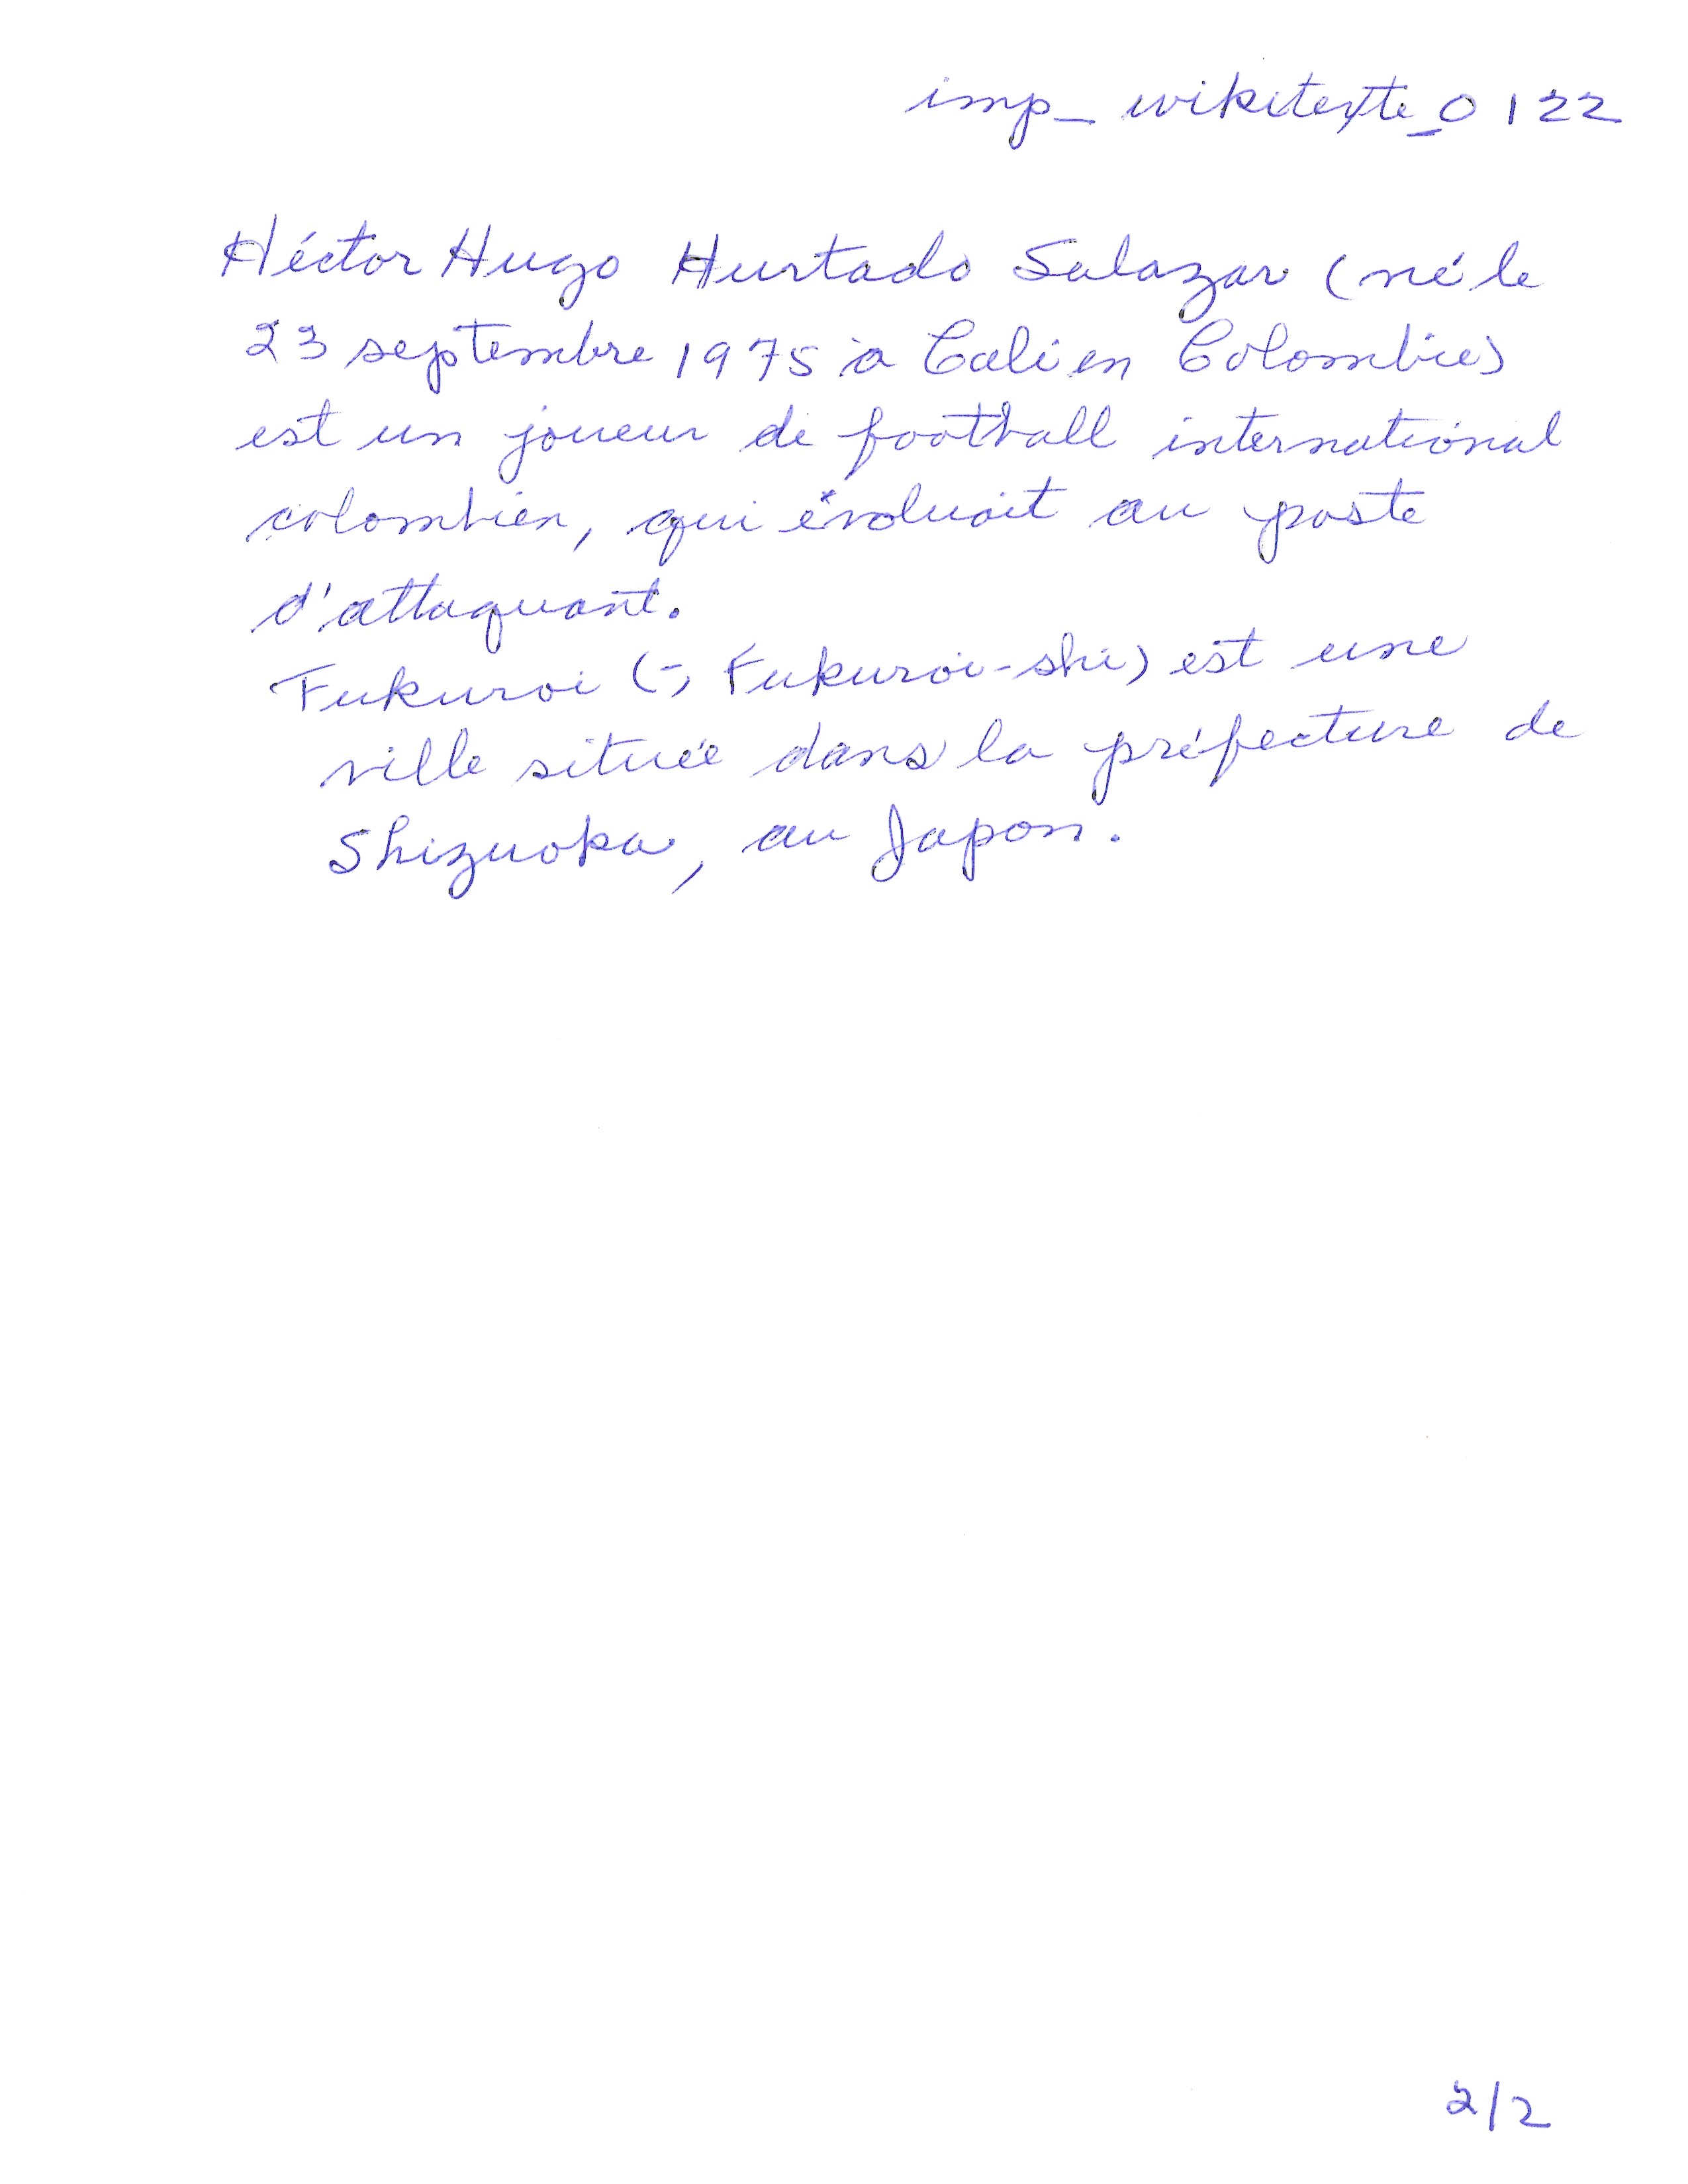 imp_wikitexte_0122
Héctor Hugo Hurtado Salazar (né le
23 septembre 1975 à Cali en Colombie)
est un joueur de football international
colombien, qui évoluait au poste
d'attaquant.
Fukuroi (-, Fukuroi-shi) est une
ville située dans la préfecture de
Shizuoka, au Japon.
2/2